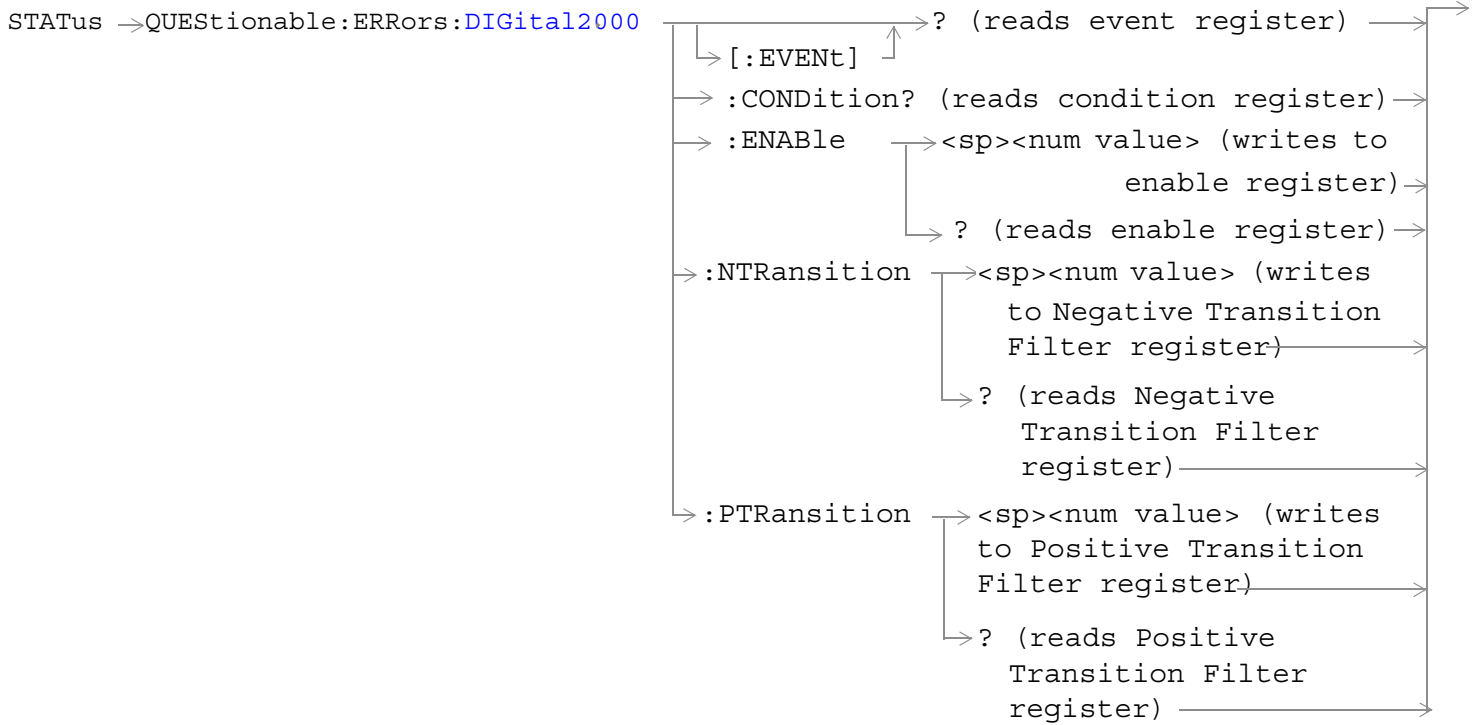 STATus QUEStionable:ERRors:DIGital2000 ? (reads event register)
[:EVENt]
:CONDition? (reads condition register)
:ENABle <sp><num value> (writes to
enable register)
? (reads enable register)
:NTRansition <sp><num value> (writes
to Negative Transition
Filter register)
? (reads Negative
Transition Filter
register)
:PTRansition <sp><num value> (writes
to Positive Transition
Filter register)
? (reads Positive
Transition Filter
register)